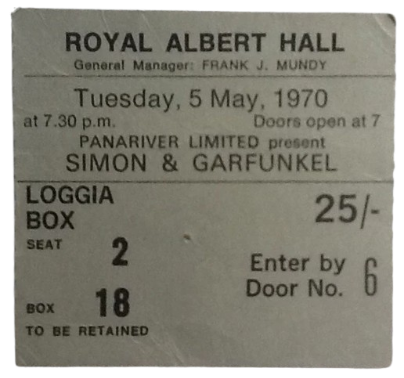 ROYAL ALBERT HALL
General Manager: FRANK J. MUNDY
Tuesday, 5 May, 1970
at 7.30 p.m. Doors open at 7
PANARIVER LIMITED present
SIMON & GARFUNKEL
LOGGIA
BOX
25/-
SEAT 2
Enter by
Door No. 6
BOX 18
TO BE RETAINED